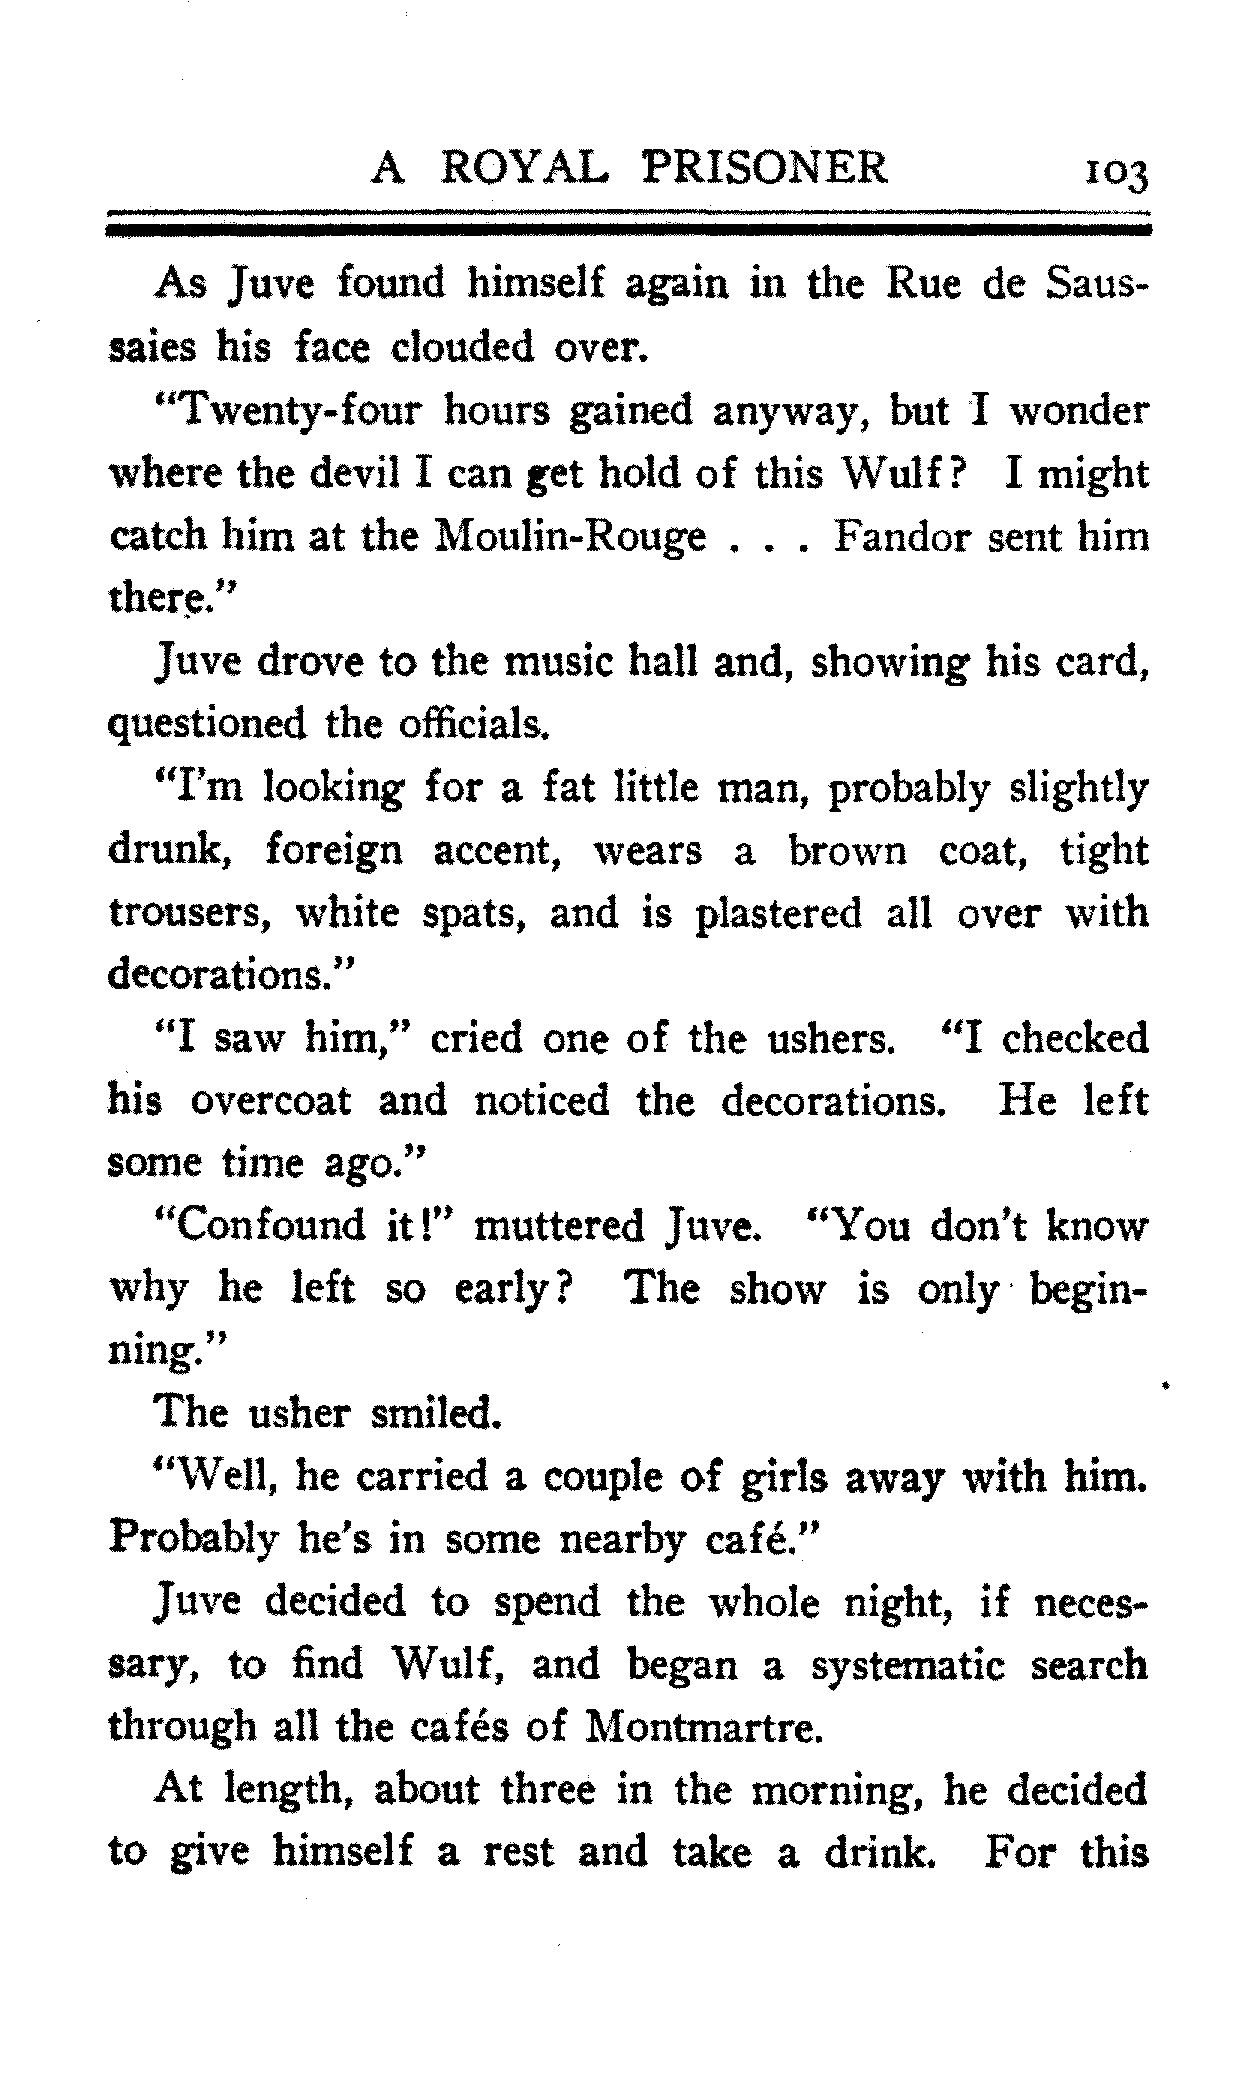 A ROYAL PRISONER 103
As Juve found himself again in the Rue de Saus-
saies his face clouded over.
"Twenty-four hours gained anyway, but I wonder
where the devil I can get hold of this Wulf? I might
catch him at the Moulin-Rouge . . . Fandor sent him
there."
Juve drove to the music hall and, showing his card,
questioned the officials.
"I'm looking for a fat little man, probably slightly
drunk, foreign accent, wears a brown coat, tight
trousers, white spats, and is plastered all over with
decorations."
"I saw him," cried one of the ushers. "I checked
his overcoat and noticed the decorations. He left
some time ago."
"Confound it!" muttered Juve. "You don't know
why he left so early? The show is only begin-
ning."
The usher smiled.
"Well, he carried a couple of girls away with him.
Probably he's in some nearby café."
Juve decided to spend the whole night, if neces-
sary, to find Wulf, and began a systematic search
through all the cafés of Montmartre.
At length, about three in the morning, he decided
to give himself a rest and take a drink. For this